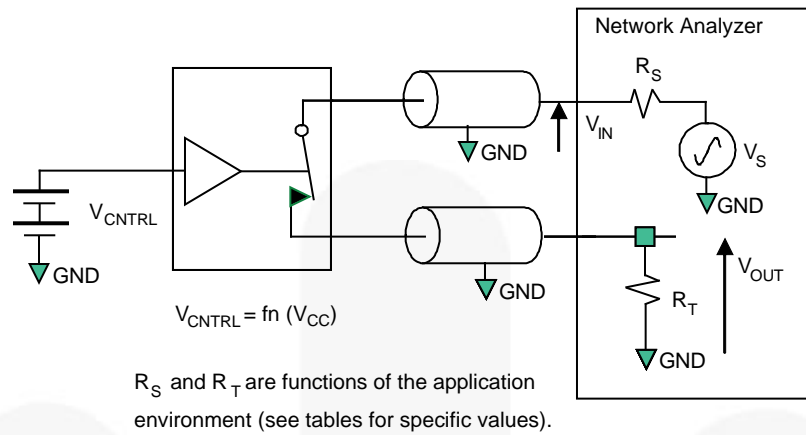 Network Analyzer
R_S
V_IN
GND
V_S
GND
V_CNTRL
GND
GND
V_OUT
R_T
GND
V_CNTRL = fn (V_CC)
R_S and R_T are functions of the application
environment (see tables for specific values).